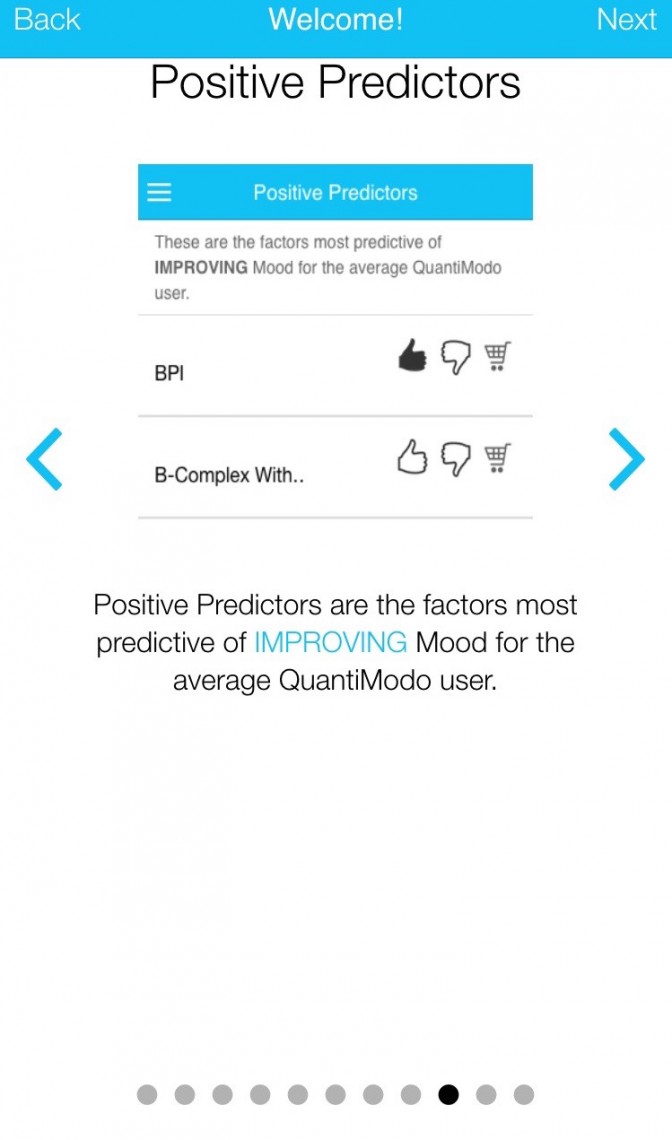 Back Welcome! Next
Positive Predictors
Positive Predictors
These are the factors most predictive of
IMPROVING Mood for the average QuantiModo
user.
BPI
B-Complex With..
Positive Predictors are the factors most
predictive of IMPROVING Mood for the
average QuantiModo user.